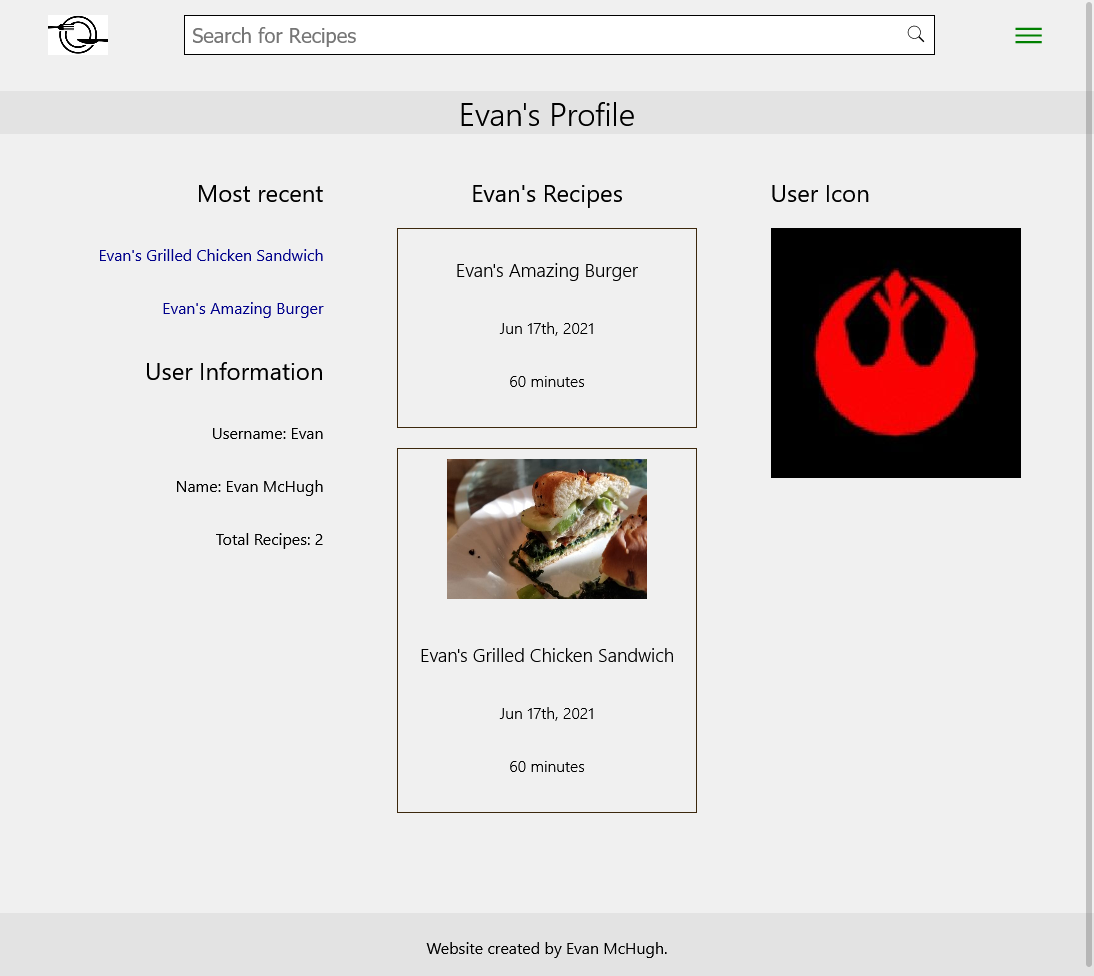 Search for Recipes
Evan's Profile
Most recent
Evan's Grilled Chicken Sandwich
Evan's Amazing Burger
User Information
Username: Evan
Name: Evan McHugh
Total Recipes: 2
Evan's Recipes
Evan's Amazing Burger
Jun 17th, 2021
60 minutes
Evan's Grilled Chicken Sandwich
Jun 17th, 2021
60 minutes
User Icon
Website created by Evan McHugh.